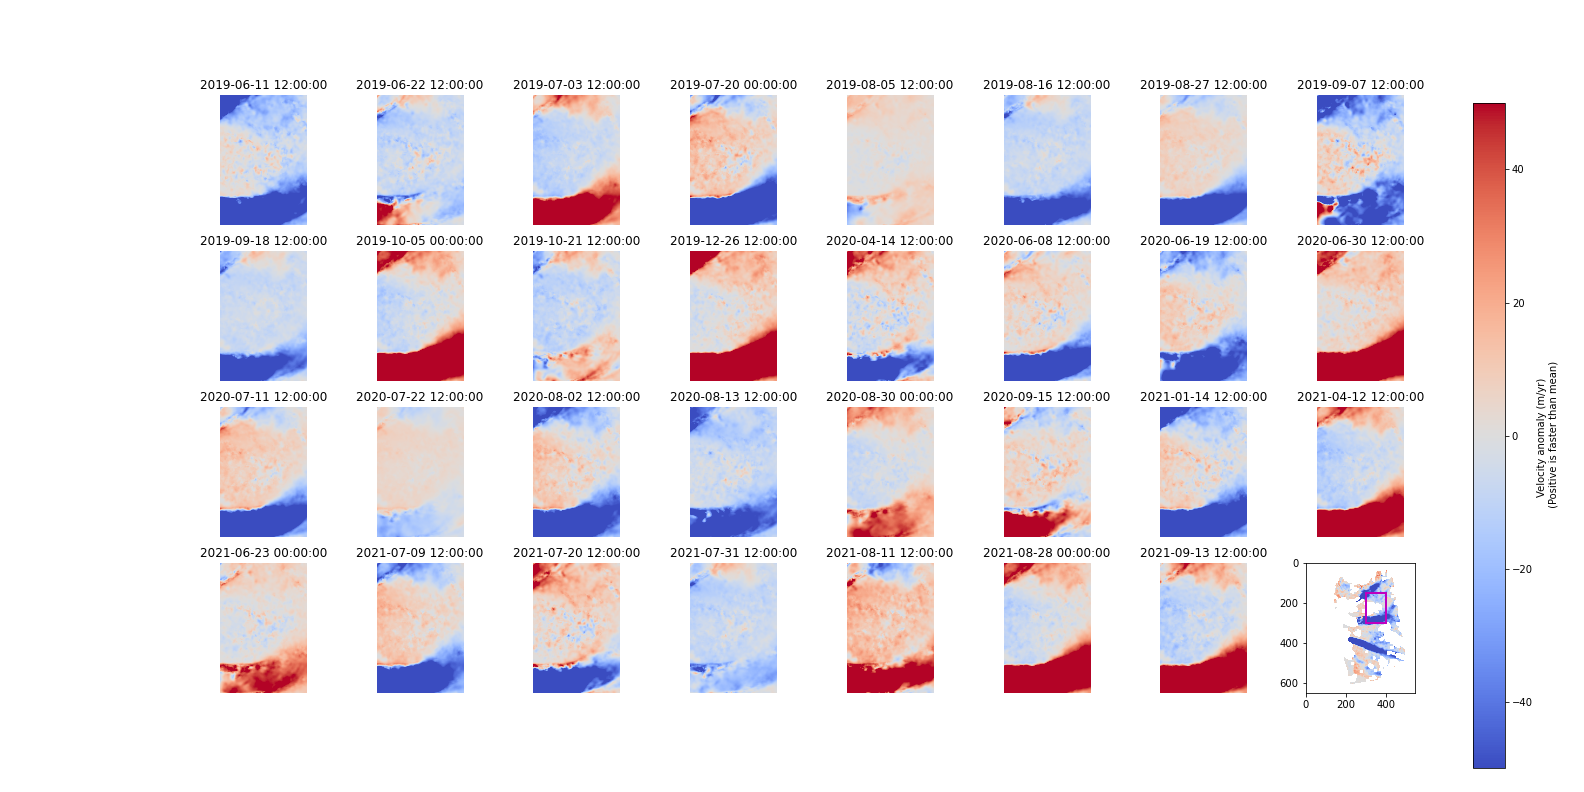 2019-06-11 12:00:00 2019-06-22 12:00:00 2019-07-03 12:00:00 2019-07-20 00:00:00 2019-08-05 12:00:00 2019-08-16 12:00:00 2019-08-27 12:00:00 2019-09-07 12:00:00
2019-09-18 12:00:00 2019-10-05 00:00:00 2019-10-21 12:00:00 2019-12-26 12:00:00 2020-04-14 12:00:00 2020-06-08 12:00:00 2020-06-19 12:00:00 2020-06-30 12:00:00
2020-07-11 12:00:00 2020-07-22 12:00:00 2020-08-02 12:00:00 2020-08-13 12:00:00 2020-08-30 00:00:00 2020-09-15 12:00:00 2021-01-14 12:00:00 2021-04-12 12:00:00
2021-06-23 00:00:00 2021-07-09 12:00:00 2021-07-20 12:00:00 2021-07-31 12:00:00 2021-08-11 12:00:00 2021-08-28 00:00:00 2021-09-13 12:00:00
0
200
400
600
0 200 400
40
20
0
−20
−40
Velocity anomaly (m/yr)
(Positive is faster than mean)